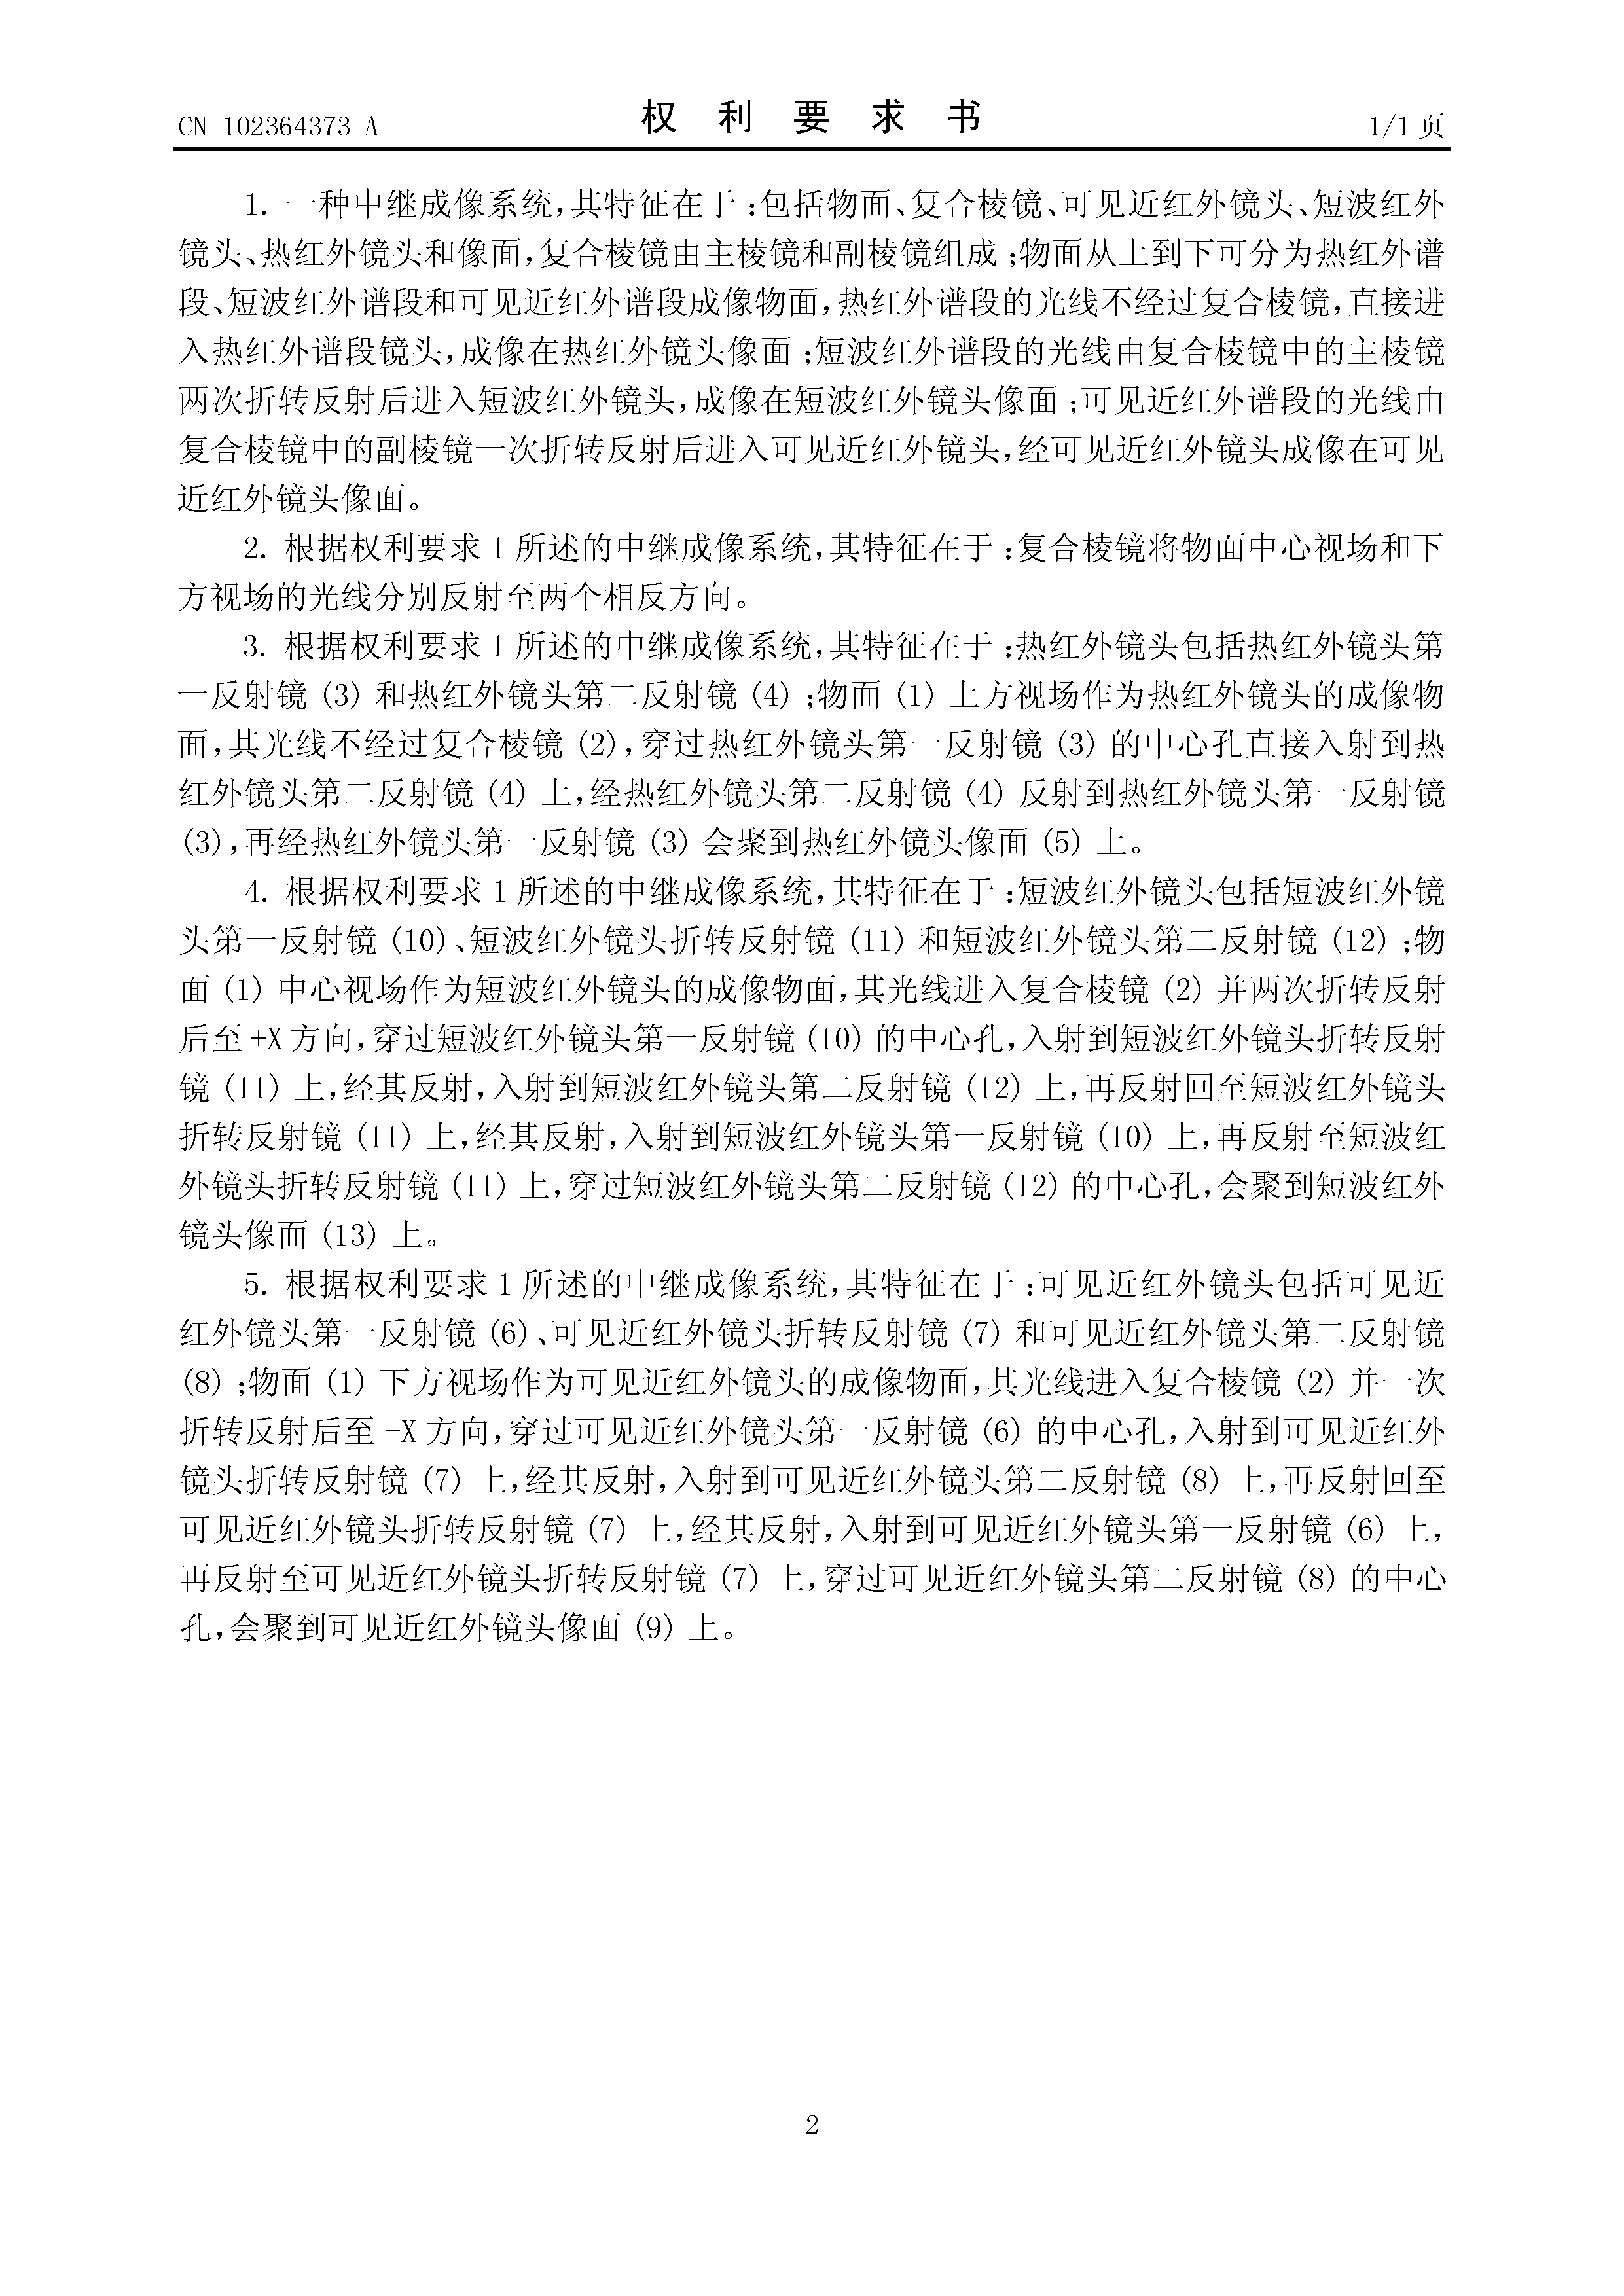 CN 102364373 A
权利要求书
1/1 页
1. 一种中继成像系统,其特征在于:包括物面、复合棱镜、可见近红外镜头、短波红外
镜头、热红外镜头和像面,复合棱镜由主棱镜和副棱镜组成;物面从上到下可分为热红外谱
段、短波红外谱段和可见近红外谱段成像物面,热红外谱段的光线不经过复合棱镜,直接进
入热红外谱段镜头,成像在热红外镜头像面;短波红外谱段的光线由复合棱镜中的主棱镜
两次折转反射后进入短波红外镜头,成像在短波红外镜头像面;可见近红外谱段的光线由
复合棱镜中的副棱镜一次折转反射后进入可见近红外镜头,经可见近红外镜头成像在可见
近红外镜头像面。
2. 根据权利要求 1 所述的中继成像系统,其特征在于:复合棱镜将物面中心视场和下
方视场的光线分别反射至两个相反方向。
3. 根据权利要求 1 所述的中继成像系统,其特征在于:热红外镜头包括热红外镜头第
一反射镜 (3) 和热红外镜头第二反射镜 (4) ;物面 (1) 上方视场作为热红外镜头的成像物
面,其光线不经过复合棱镜 (2),穿过热红外镜头第一反射镜 (3) 的中心孔直接入射到热
红外镜头第二反射镜 (4) 上,经热红外镜头第二反射镜 (4) 反射到热红外镜头第一反射镜
(3),再经热红外镜头第一反射镜 (3) 会聚到热红外镜头像面 (5) 上。
4. 根据权利要求 1 所述的中继成像系统,其特征在于:短波红外镜头包括短波红外镜
头第一反射镜 (10)、短波红外镜头折转反射镜 (11) 和短波红外镜头第二反射镜 (12) ;物
面 (1) 中心视场作为短波红外镜头的成像物面,其光线进入复合棱镜 (2) 并两次折转反射
后至 +X 方向,穿过短波红外镜头第一反射镜 (10) 的中心孔,入射到短波红外镜头折转反射
镜 (11) 上,经其反射,入射到短波红外镜头第二反射镜 (12) 上,再反射回至短波红外镜头
折转反射镜 (11) 上,经其反射,入射到短波红外镜头第一反射镜 (10) 上,再反射至短波红
外镜头折转反射镜 (11) 上,穿过短波红外镜头第二反射镜 (12) 的中心孔,会聚到短波红外
镜头像面 (13) 上。
5. 根据权利要求 1 所述的中继成像系统,其特征在于:可见近红外镜头包括可见近
红外镜头第一反射镜 (6)、可见近红外镜头折转反射镜 (7) 和可见近红外镜头第二反射镜
(8) ;物面 (1) 下方视场作为可见近红外镜头的成像物面,其光线进入复合棱镜 (2) 并一次
折转反射后至 -X 方向,穿过可见近红外镜头第一反射镜 (6) 的中心孔,入射到可见近红外
镜头折转反射镜 (7) 上,经其反射,入射到可见近红外镜头第二反射镜 (8) 上,再反射回至
可见近红外镜头折转反射镜 (7) 上,经其反射,入射到可见近红外镜头第一反射镜 (6) 上,
再反射至可见近红外镜头折转反射镜 (7) 上,穿过可见近红外镜头第二反射镜 (8) 的中心
孔,会聚到可见近红外镜头像面 (9) 上。
2